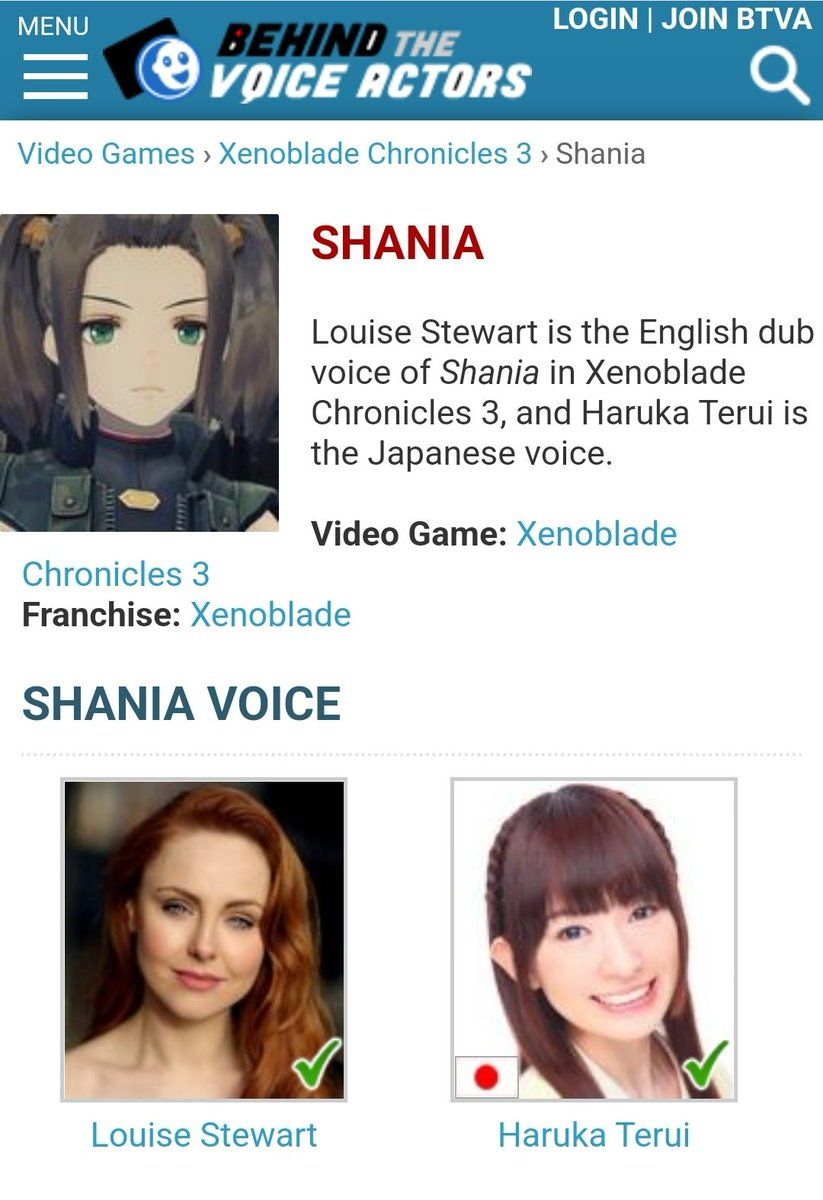 MENU
BEHIND THE
VOICE ACTORS
LOGIN | JOIN BTVA
Video Games › Xenoblade Chronicles 3 › Shania
SHANIA
Louise Stewart is the English dub
voice of Shania in Xenoblade
Chronicles 3, and Haruka Terui is
the Japanese voice.
Video Game: Xenoblade
Chronicles 3
Franchise: Xenoblade
SHANIA VOICE
Louise Stewart
Haruka Terui